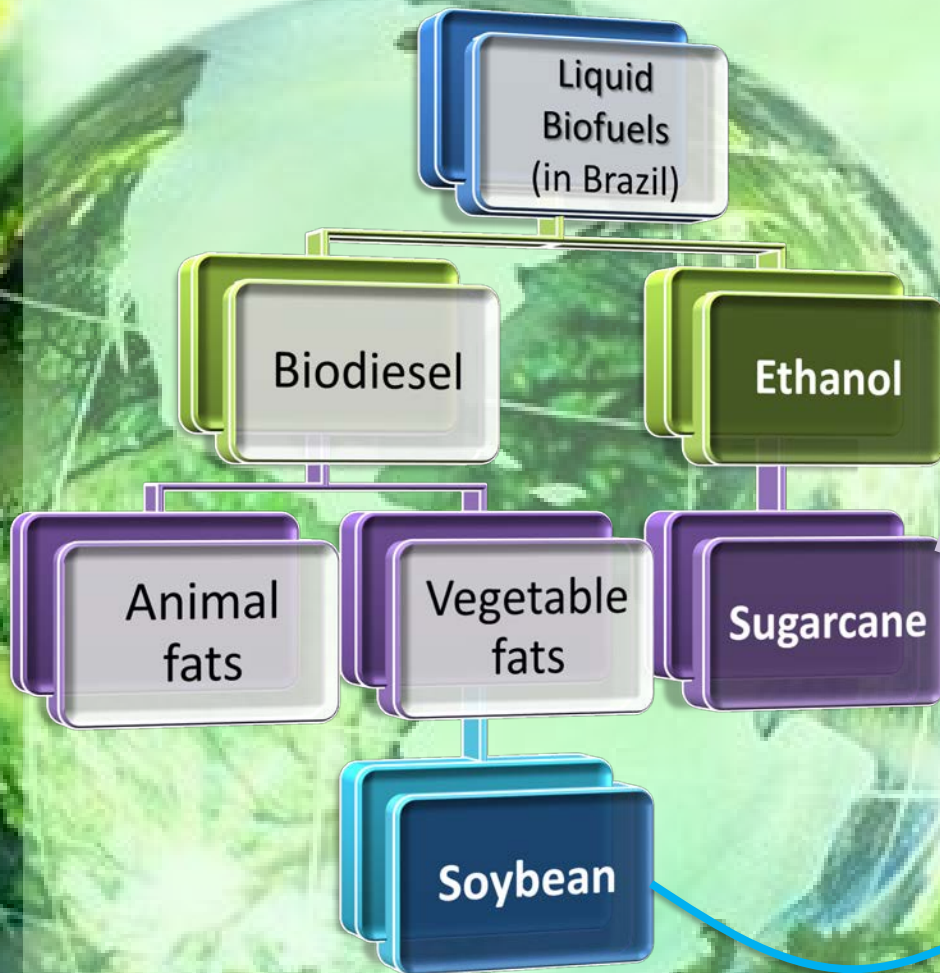 Liquid
Biofuels
(in Brazil)
Biodiesel
Ethanol
Animal
fats
Vegetable
fats
Sugarcane
Soybean